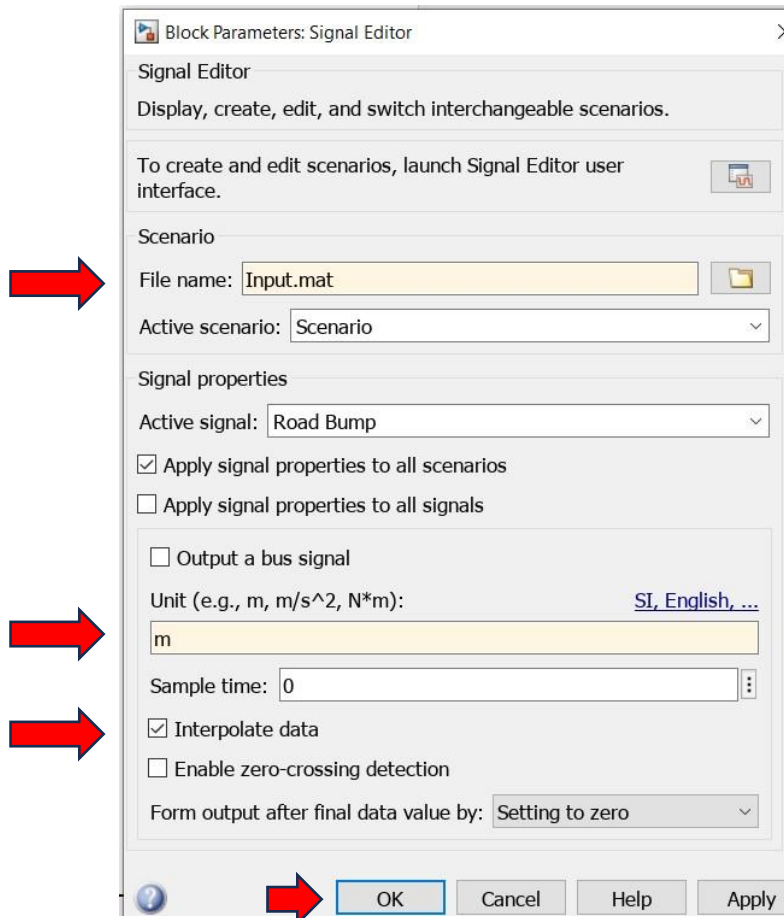 Block Parameters: Signal Editor
Signal Editor
Display, create, edit, and switch interchangeable scenarios.
To create and edit scenarios, launch Signal Editor user
interface.
Scenario
File name: Input.mat
Active scenario: Scenario
Signal properties
Active signal: Road Bump
Apply signal properties to all scenarios
Apply signal properties to all signals
Output a bus signal
Unit (e.g., m, m/s^2, N*m): SI, English, ...
m
Sample time: 0
Interpolate data
Enable zero-crossing detection
Form output after final data value by: Setting to zero
OK Cancel Help Apply